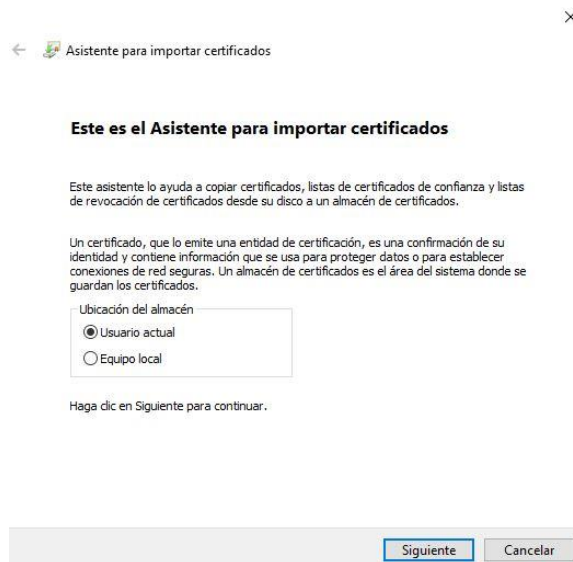 Asistente para importar certificados
Este es el Asistente para importar certificados
Este asistente lo ayuda a copiar certificados, listas de certificados de confianza y listas
de revocación de certificados desde su disco a un almacén de certificados.
Un certificado, que lo emite una entidad de certificación, es una confirmación de su
identidad y contiene información que se usa para proteger datos o para establecer
conexiones de red seguras. Un almacén de certificados es el área del sistema donde se
guardan los certificados.
Ubicación del almacén
Usuario actual
Equipo local
Haga clic en Siguiente para continuar.
Siguiente Cancelar